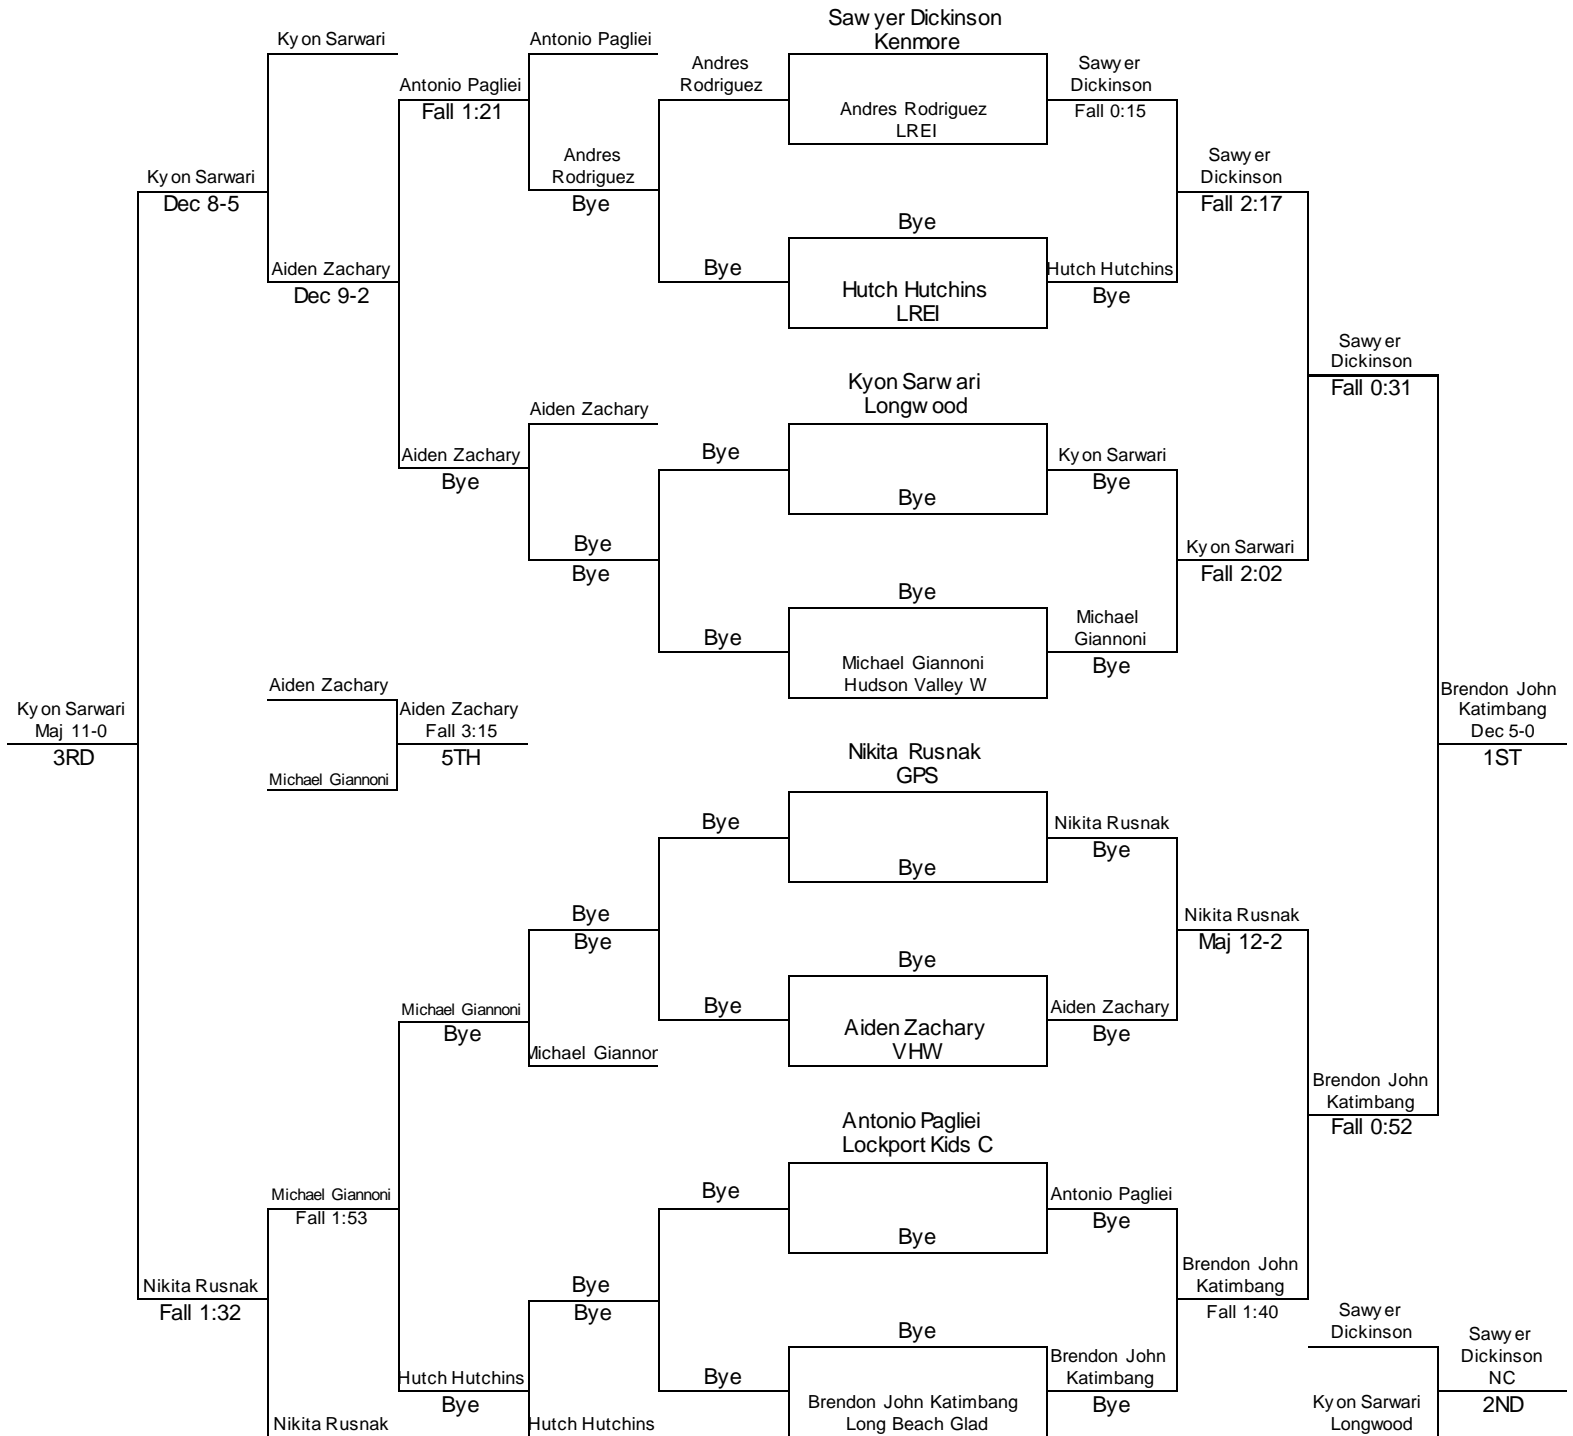 Sawyer Dickinson
Kenmore
Kyon Sarwari
Antonio Pagliei
Andres
Rodriguez
Sawyer
Dickinson
Antonio Pagliei
Fall 1:21
Andres Rodriguez
LREI
Fall 0:15
Andres
Rodriguez
Bye
Sawyer
Dickinson
Fall 2:17
Kyon Sarwari
Dec 8-5
Bye
Aiden Zachary
Dec 9-2
Bye
Hutch Hutchins
LREI
Hutch Hutchins
Bye
Sawyer
Dickinson
Fall 0:31
Kyon Sarwari
Longwood
Aiden Zachary
Aiden Zachary
Bye
Bye
Bye
Kyon Sarwari
Bye
Bye
Bye
Kyon Sarwari
Fall 2:02
Bye
Bye
Michael Giannoni
Hudson Valley W
Michael
Giannoni
Bye
Aiden Zachary
Kyon Sarwari
Maj 11-0
3RD
Aiden Zachary
Fall 3:15
5TH
Michael Giannoni
Brendon John
Katimbang
Dec 5-0
1ST
Nikita Rusnak
GPS
Bye
Bye
Nikita Rusnak
Bye
Bye
Bye
Nikita Rusnak
Maj 12-2
Bye
Michael Giannoni
Bye
Bye
Aiden Zachary
VHW
Aiden Zachary
Bye
Michael Giannon
Brendon John
Katimbang
Fall 0:52
Antonio Pagliei
Lockport Kids C
Michael Giannoni
Fall 1:53
Bye
Bye
Antonio Pagliei
Bye
Nikita Rusnak
Fall 1:32
Bye
Bye
Brendon John
Katimbang
Fall 1:40
Bye
Sawyer
Dickinson
Sawyer
Dickinson
NC
2ND
Hutch Hutchins
Bye
Bye
Brendon John Katimbang
Long Beach Glad
Brendon John
Katimbang
Bye
Kyon Sarwari
Longwood
Nikita Rusnak
Hutch Hutchins